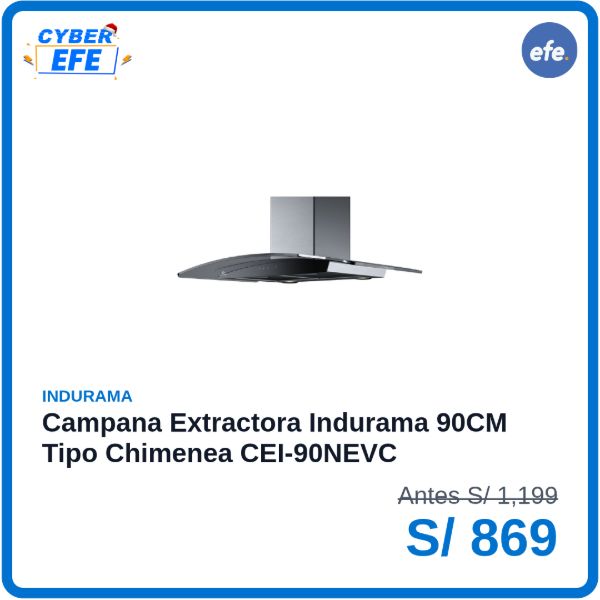 CYBER
EFE
efe.
INDURAMA
Campana Extractora Indurama 90CM
Tipo Chimenea CEI-90NEVC
Antes S/ 1,199
S/ 869